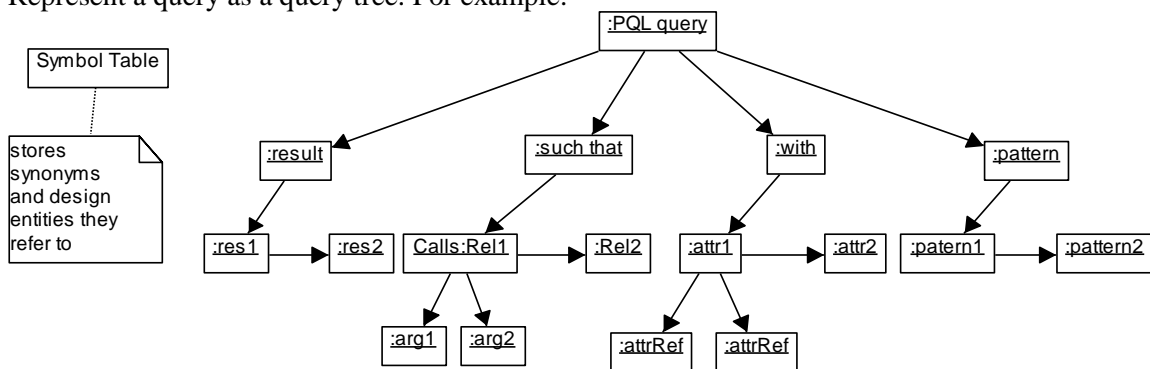 Represent a query as a query tree. For example:
:PQL query
Symbol Table
stores
synonyms
and design
entities they
refer to
:result
:such that
:with
:pattern
:res1
:res2
Calls:Rel1
:Rel2
:attr1
:attr2
:patern1
:pattern2
:arg1
:arg2
:attrRef
:attrRef